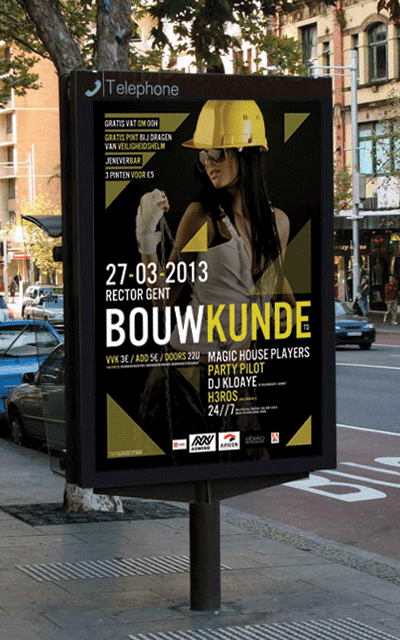 Telephone
GRATIS VAT OM 00H
GRATIS PINT BIJ DRAGEN
VAN VEILIGHEIDSHELM
JENEVERBAR
3 PINTEN VOOR €5
27-03-2013
RECTOR GENT
BOUWKUNDE
TD
VVK 3€ / ADD 5€ / DOORS 22U
MAGIC HOUSE PLAYERS
PARTY PILOT
DJ KLOAYE
H3ROS
24//7
BU